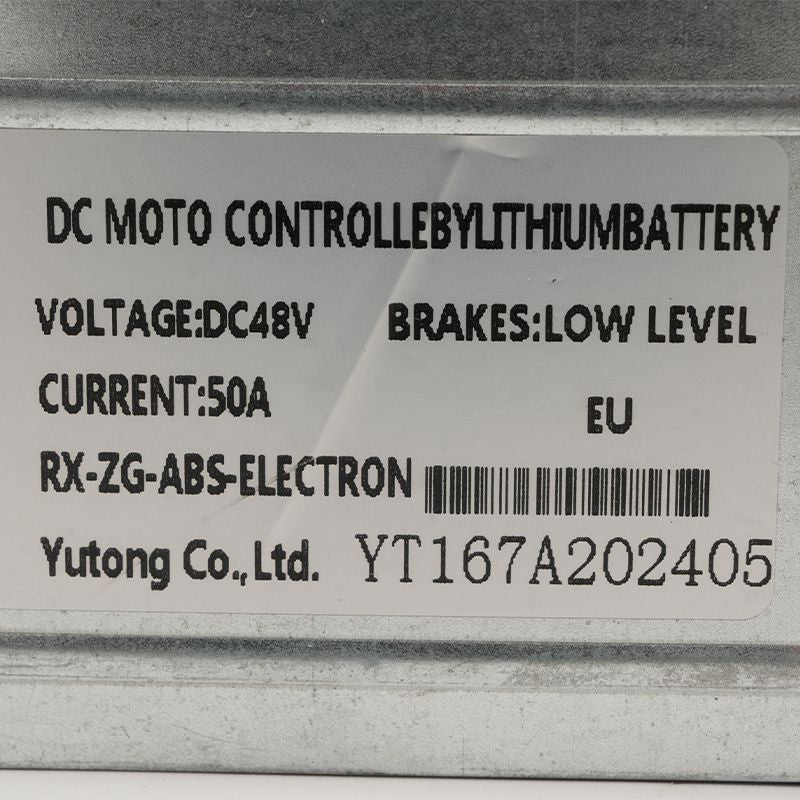 DC MOTO CONTROLLEBYLITHIUMBATTERY
VOLTAGE:DC48V BRAKES:LOW LEVEL
CURRENT:50A
EU
RX-ZG-ABS-ELECTRON
Yutong Co.,Ltd. YT167A202405